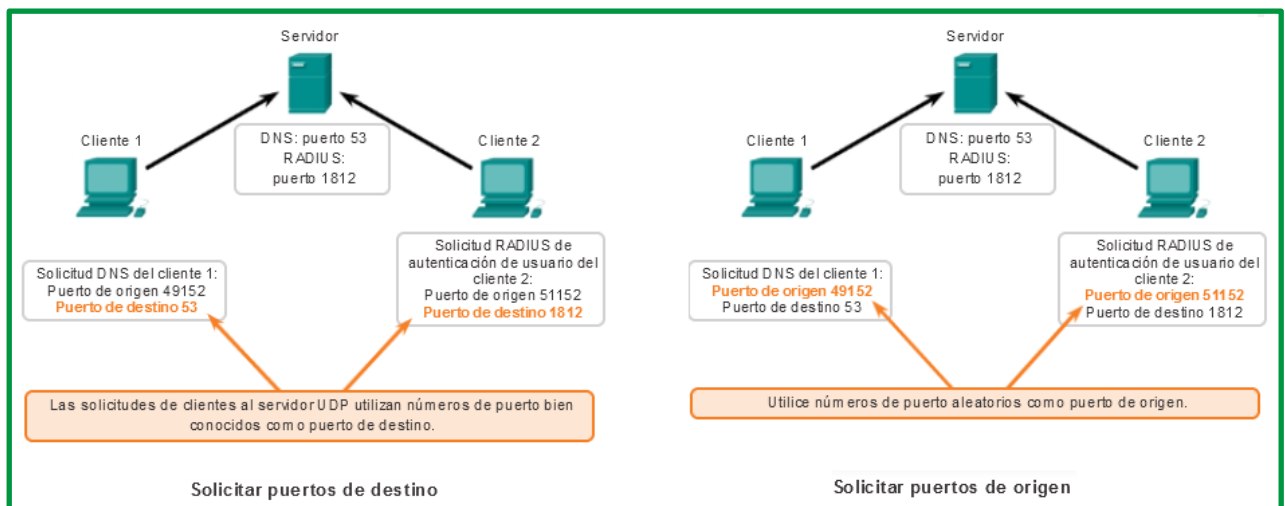 Servidor
Cliente 1
Cliente 2
DNS: puerto 53
RADIUS:
puerto 1812
Solicitud DNS del cliente 1:
Puerto de origen 49152
Puerto de destino 53
Solicitud RADIUS de
autenticación de usuario del
cliente 2:
Puerto de origen 51152
Puerto de destino 1812
Las solicitudes de clientes al servidor UDP utilizan números de puerto bien
conocidos como puerto de destino.
Solicitar puertos de destino
Servidor
Cliente 1
Cliente 2
DNS: puerto 53
RADIUS:
puerto 1812
Solicitud DNS del cliente 1:
Puerto de origen 49152
Puerto de destino 53
Solicitud RADIUS de
autenticación de usuario del
cliente 2:
Puerto de origen 51152
Puerto de destino 1812
Utilice números de puerto aleatorios como puerto de origen.
Solicitar puertos de origen